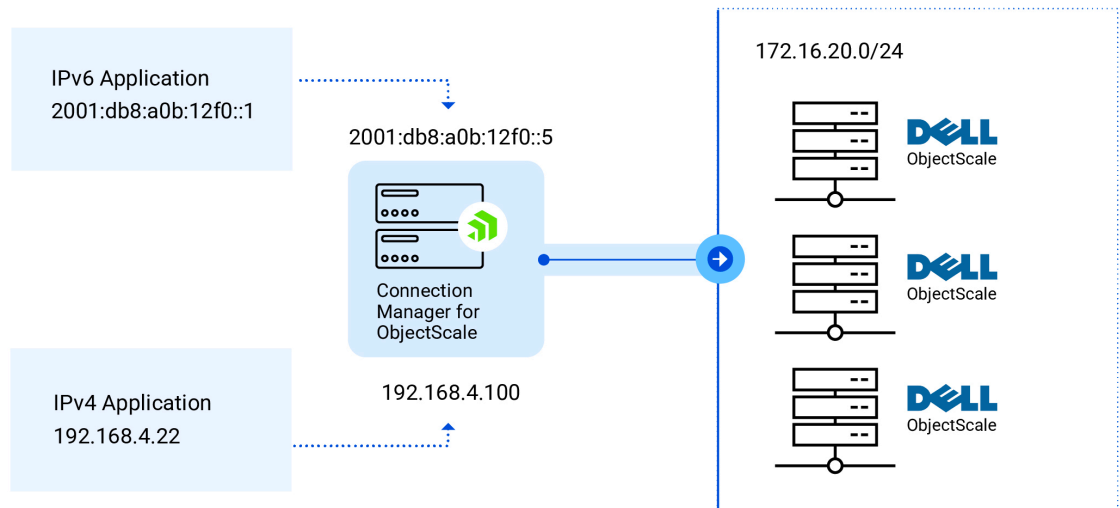 IPv6 Application
2001:db8:a0b:12f0::1
2001:db8:a0b:12f0::5
Connection
Manager for
ObjectScale
192.168.4.100
IPv4 Application
192.168.4.22
172.16.20.0/24
DELL
ObjectScale
DELL
ObjectScale
DELL
ObjectScale